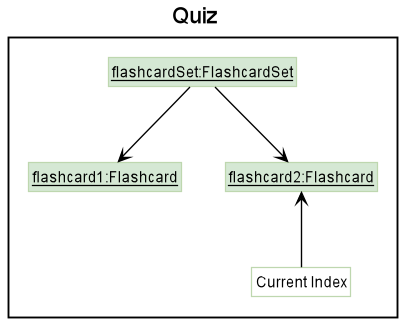 Quiz
flashcardSet:FlashcardSet
flashcard1:Flashcard
flashcard2:Flashcard
Current Index